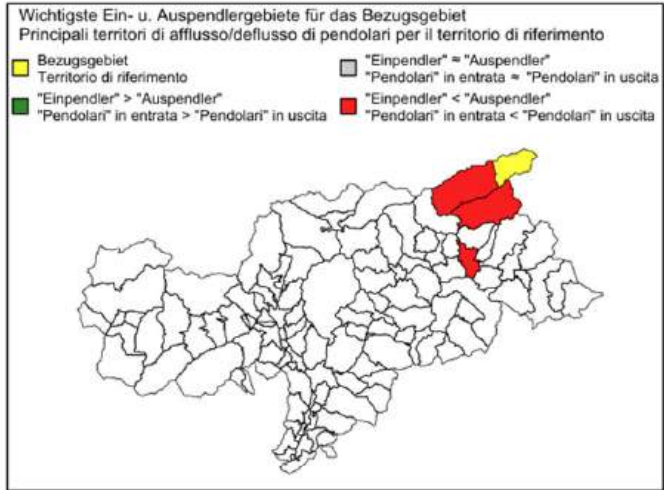 Wichtigste Ein- u. Auspendlergebiete für das Bezugsgebiet
Principali territori di afflusso/deflusso di pendolari per il territorio di riferimento
Bezugsgebiet
Territorio di riferimento
"Einpendler" ≈ "Auspendler"
"Pendolari" in entrata ≈ "Pendolari" in uscita
"Einpendler" > "Auspendler"
"Pendolari" in entrata > "Pendolari" in uscita
"Einpendler" < "Auspendler"
"Pendolari" in entrata < "Pendolari" in uscita